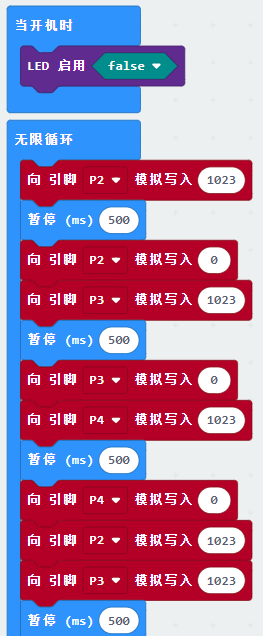 当开机时
LED 启用 false
无限循环
向 引脚 P2 模拟写入 1023
暂停 (ms) 500
向 引脚 P2 模拟写入 0
向 引脚 P3 模拟写入 1023
暂停 (ms) 500
向 引脚 P3 模拟写入 0
向 引脚 P4 模拟写入 1023
暂停 (ms) 500
向 引脚 P4 模拟写入 0
向 引脚 P2 模拟写入 1023
向 引脚 P3 模拟写入 1023
暂停 (ms) 500